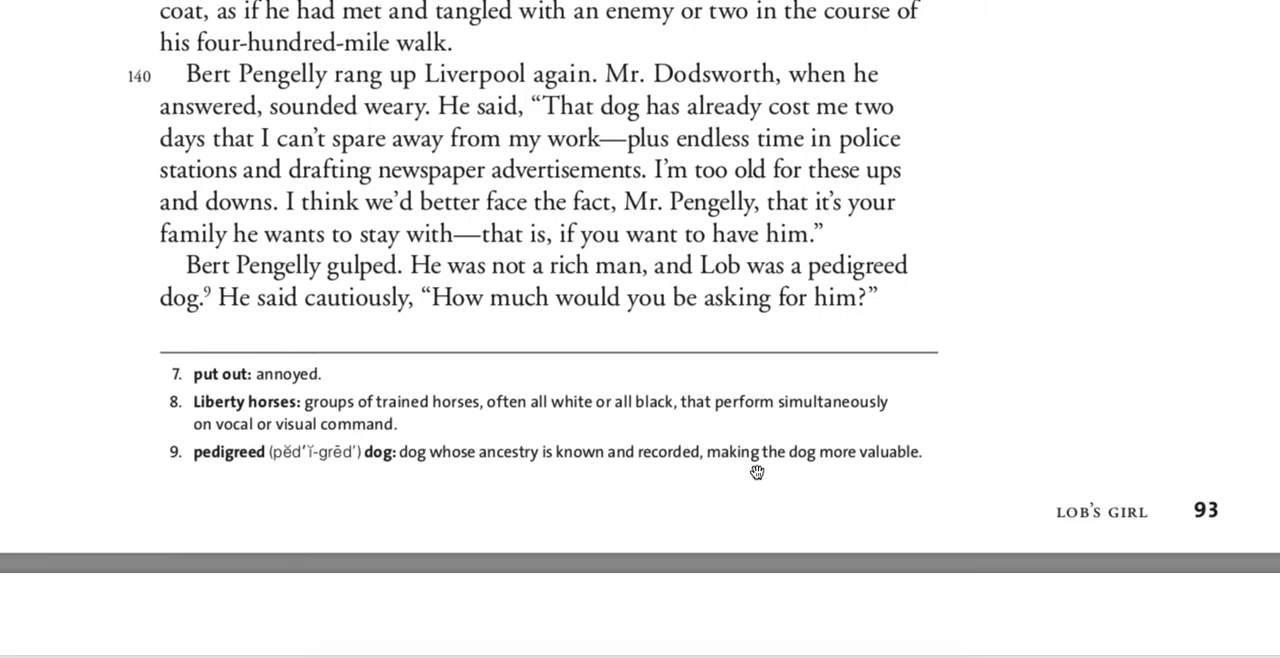 coat, as if he had met and tangled with an enemy or two in the course of
his four-hundred-mile walk.
140 Bert Pengelly rang up Liverpool again. Mr. Dodsworth, when he
answered, sounded weary. He said, “That dog has already cost me two
days that I can’t spare away from my work—plus endless time in police
stations and drafting newspaper advertisements. I’m too old for these ups
and downs. I think we’d better face the fact, Mr. Pengelly, that it’s your
family he wants to stay with—that is, if you want to have him.”
Bert Pengelly gulped. He was not a rich man, and Lob was a pedigreed
dog.⁹ He said cautiously, “How much would you be asking for him?”
7. put out: annoyed.
8. Liberty horses: groups of trained horses, often all white or all black, that perform simultaneously
on vocal or visual command.
9. pedigreed (pĕd′ĭ-grēd′) dog: dog whose ancestry is known and recorded, making the dog more valuable.
LOB’S GIRL 93